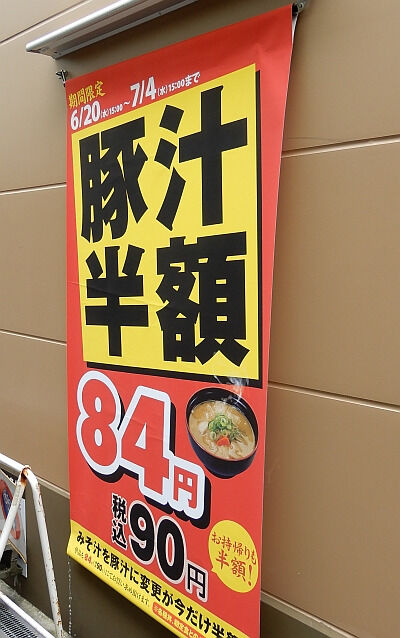 期間限定
6/20(水)15:00～7/4(水)15:00まで
豚汁
半額
84円
税込90円
お持帰りも
半額!
みそ汁を豚汁に変更が今だけ半額